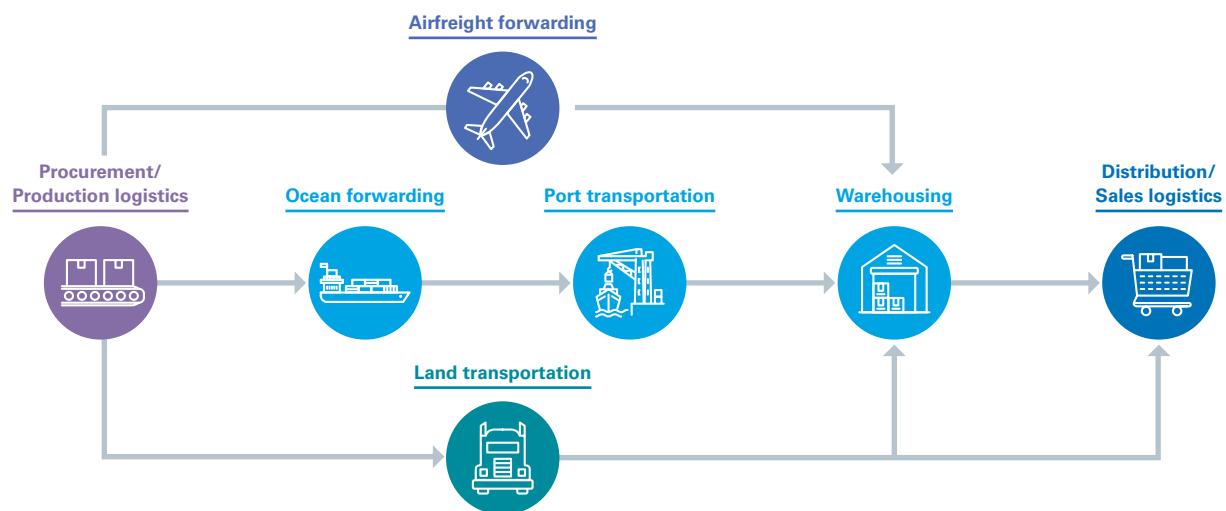 Airfreight forwarding
Procurement/
Production logistics
Ocean forwarding
Port transportation
Warehousing
Distribution/
Sales logistics
Land transportation